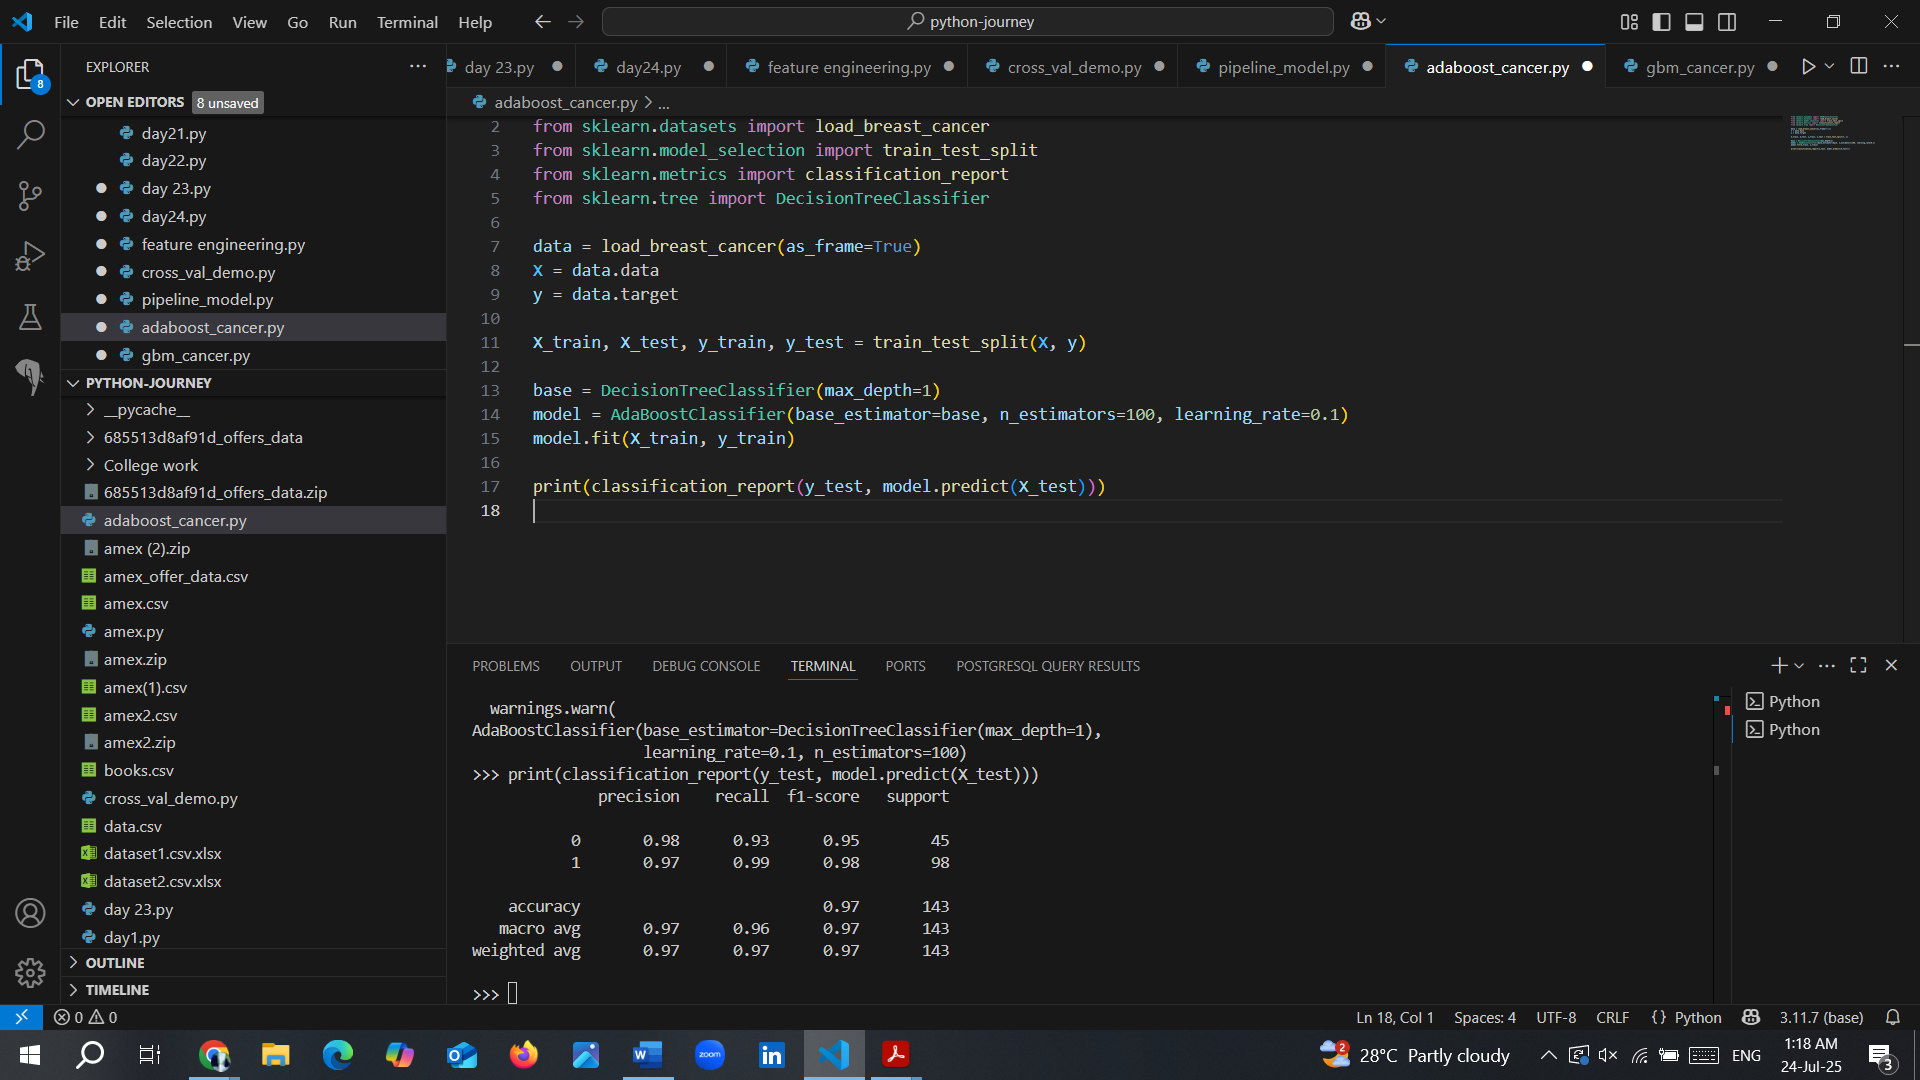 File Edit Selection View Go Run Terminal Help
python-journey
EXPLORER
8
OPEN EDITORS 8 unsaved
day21.py
day22.py
day 23.py
day24.py
feature engineering.py
cross_val_demo.py
pipeline_model.py
adaboost_cancer.py
gbm_cancer.py
PYTHON-JOURNEY
__pycache__
685513d8af91d_offers_data
College work
685513d8af91d_offers_data.zip
adaboost_cancer.py
amex (2).zip
amex_offer_data.csv
amex.csv
amex.py
amex.zip
amex(1).csv
amex2.csv
amex2.zip
books.csv
cross_val_demo.py
data.csv
dataset1.csv.xlsx
dataset2.csv.xlsx
day 23.py
day1.py
OUTLINE
TIMELINE
day 23.py day24.py feature engineering.py cross_val_demo.py pipeline_model.py adaboost_cancer.py gbm_cancer.py
adaboost_cancer.py > ...
2 from sklearn.datasets import load_breast_cancer
3 from sklearn.model_selection import train_test_split
4 from sklearn.metrics import classification_report
5 from sklearn.tree import DecisionTreeClassifier
6
7 data = load_breast_cancer(as_frame=True)
8 X = data.data
9 y = data.target
10
11 X_train, X_test, y_train, y_test = train_test_split(X, y)
12
13 base = DecisionTreeClassifier(max_depth=1)
14 model = AdaBoostClassifier(base_estimator=base, n_estimators=100, learning_rate=0.1)
15 model.fit(X_train, y_train)
16
17 print(classification_report(y_test, model.predict(X_test)))
18
PROBLEMS OUTPUT DEBUG CONSOLE TERMINAL PORTS POSTGRESQL QUERY RESULTS
warnings.warn(
AdaBoostClassifier(base_estimator=DecisionTreeClassifier(max_depth=1),
learning_rate=0.1, n_estimators=100)
>>> print(classification_report(y_test, model.predict(X_test)))
precision recall f1-score support
0 0.98 0.93 0.95 45
1 0.97 0.99 0.98 98
accuracy 0.97 143
macro avg 0.97 0.96 0.97 143
weighted avg 0.97 0.97 0.97 143
>>>
Python
Python
0 0
Ln 18, Col 1 Spaces: 4 UTF-8 CRLF {} Python 3.11.7 (base)
zoom
2
28°C Partly cloudy
ENG
1:18 AM
24-Jul-25
3